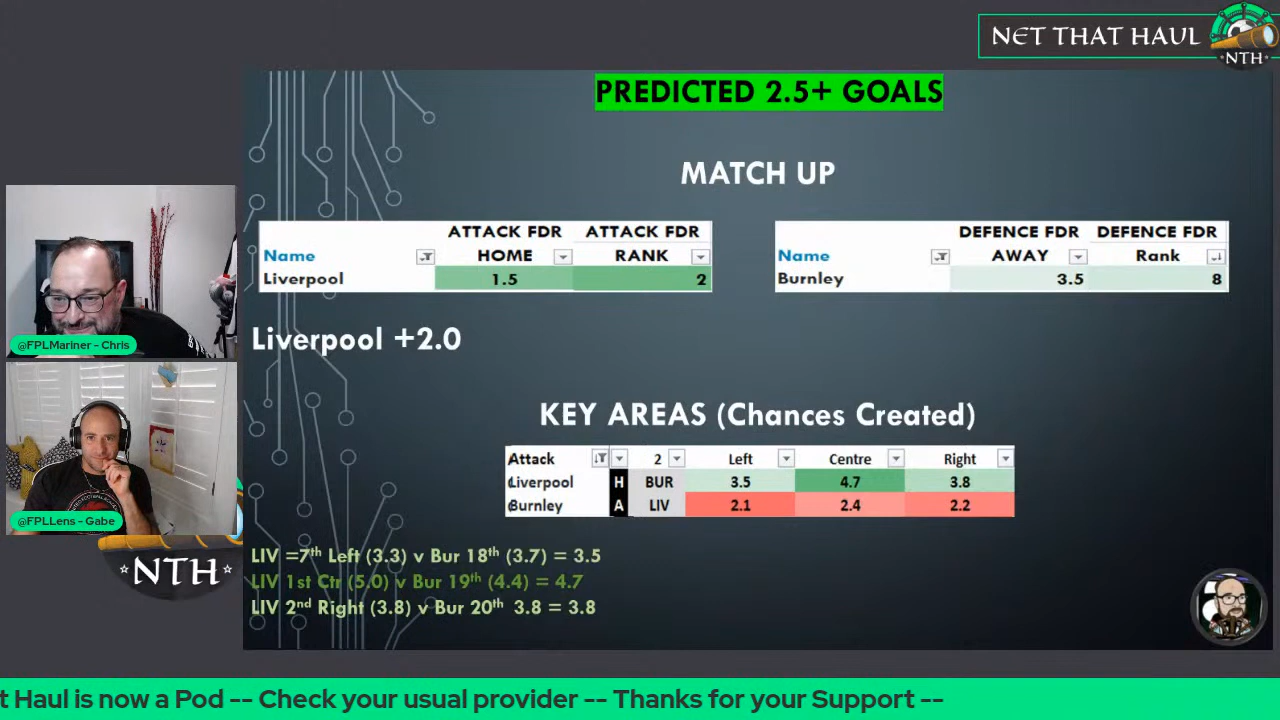 NET THAT HAUL
NTH
PREDICTED 2.5+ GOALS
MATCH UP
ATTACK FDR ATTACK FDR
Name HOME RANK
Liverpool 1.5 2
DEFENCE FDR DEFENCE FDR
Name AWAY Rank
Burnley 3.5 8
Liverpool +2.0
@FPLMariner - Chris
KEY AREAS (Chances Created)
Attack 2 Left Centre Right
Liverpool H BUR 3.5 4.7 3.8
Burnley A LIV 2.1 2.4 2.2
@FPLLens - Gabe
NTH
LIV =7th Left (3.3) v Bur 18th (3.7) = 3.5
LIV 1st Ctr (5.0) v Bur 19th (4.4) = 4.7
LIV 2nd Right (3.8) v Bur 20th 3.8 = 3.8
t Haul is now a Pod -- Check your usual provider -- Thanks for your Support --